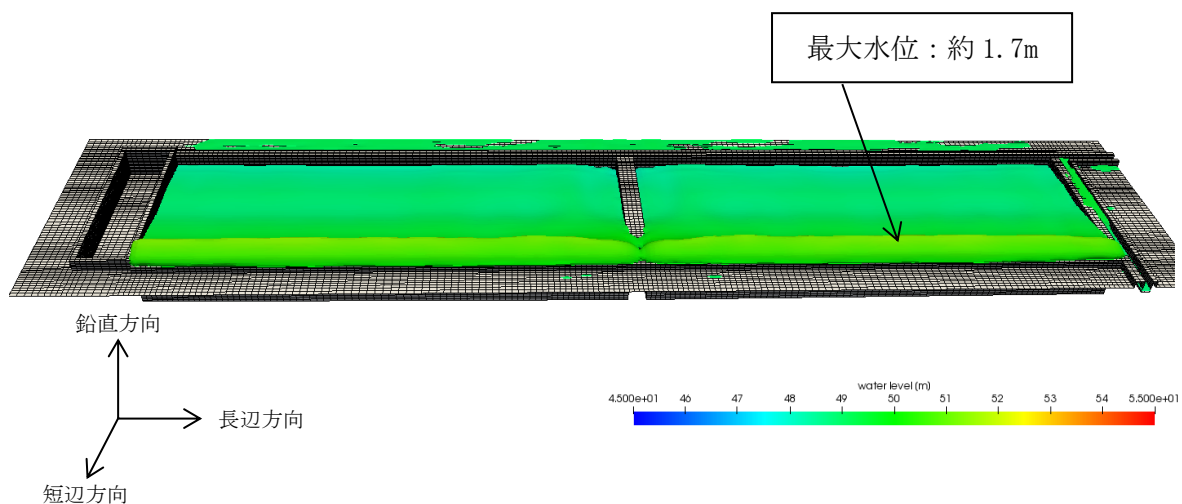 最大水位：約 1.7m
鉛直方向
長辺方向
短辺方向
water level (m)
4.500e+01 46 47 48 49 50 51 52 53 54 5.500e+01